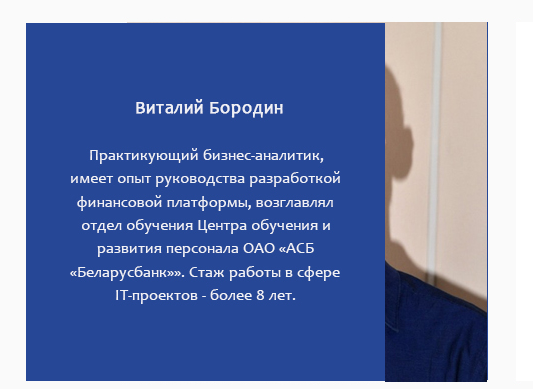 Виталий Бородин
Практикующий бизнес-аналитик,
имеет опыт руководства разработкой
финансовой платформы, возглавлял
отдел обучения Центра обучения и
развития персонала ОАО «АСБ
«Беларусбанк»». Стаж работы в сфере
IT-проектов - более 8 лет.